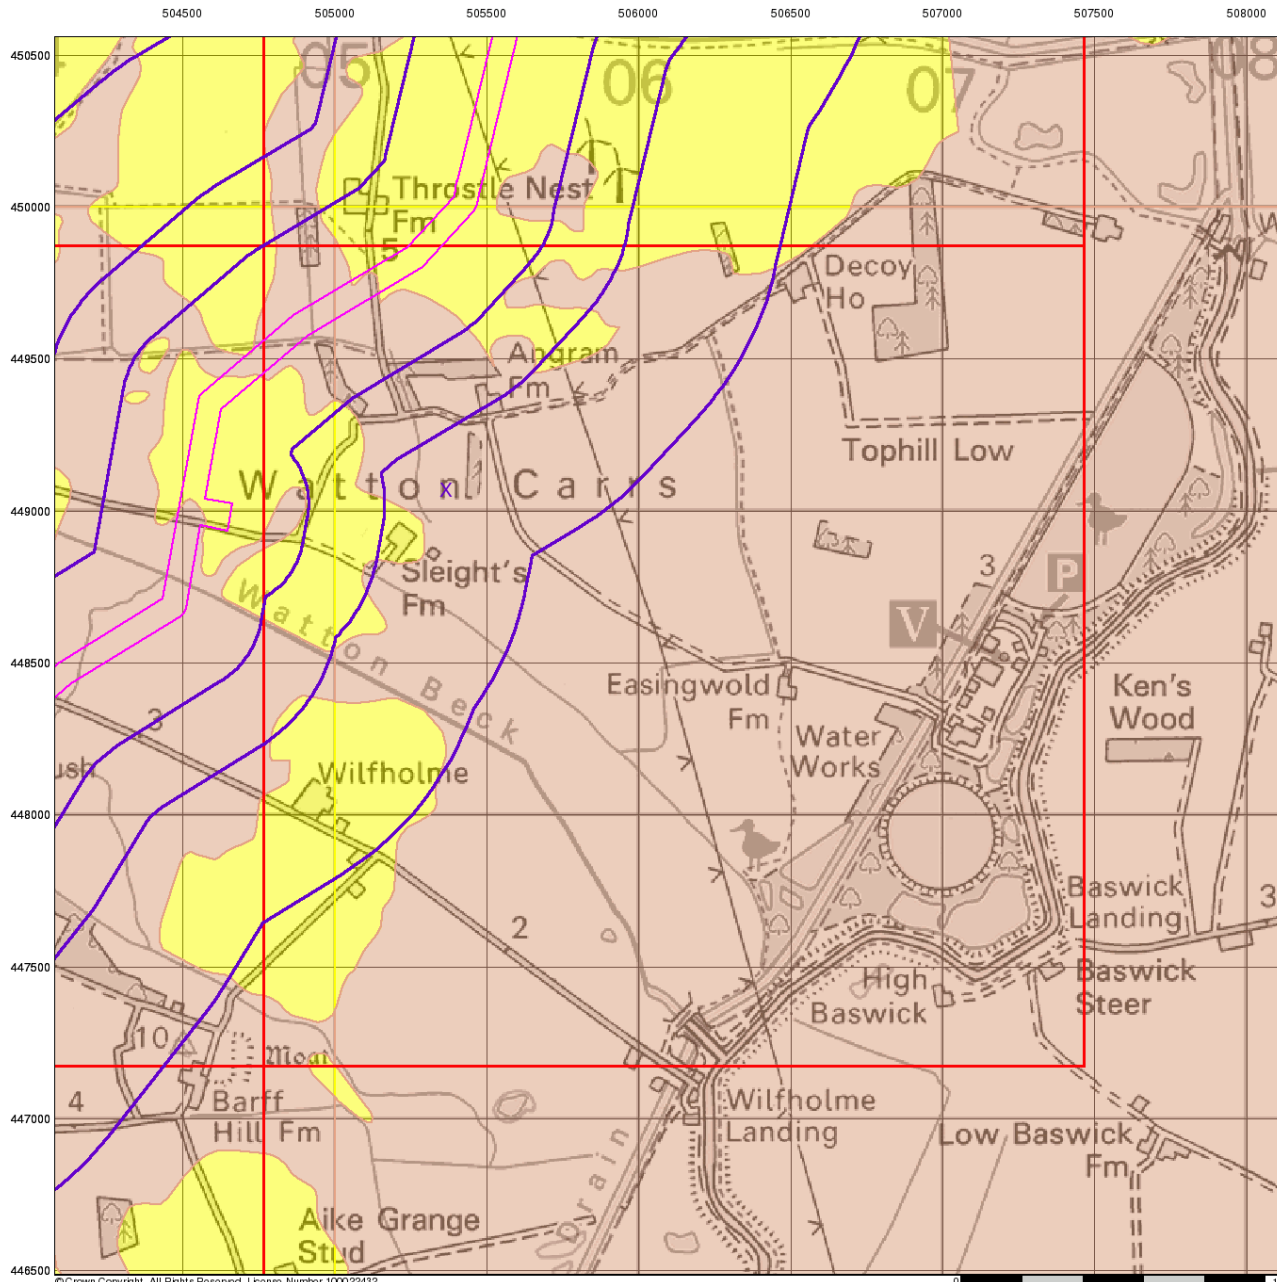 504500 505000 505500 506000 506500 507000 507500 508000
450500
450000
449500
449000
448500
448000
447500
447000
446500
05 06 07 08
Throstle Nest
Fm
5
Decoy
Ho
Angram
Fm
Tophill Low
Watton Carrs
X
3
P
V
Sleight's
Fm
Watton Beck
Easingwold
Fm
Ken's
Wood
Water
Works
3
ush
Wilfholme
Baswick
Landing
3
2
High
Baswick
Baswick
Steer
10
Moat
4
Barff
Hill Fm
Wilfholme
Landing
Low Baswick
Fm
Drain
Aike Grange
Stud
© Crown Copyright. All Rights Reserved. License Number 100022432
0